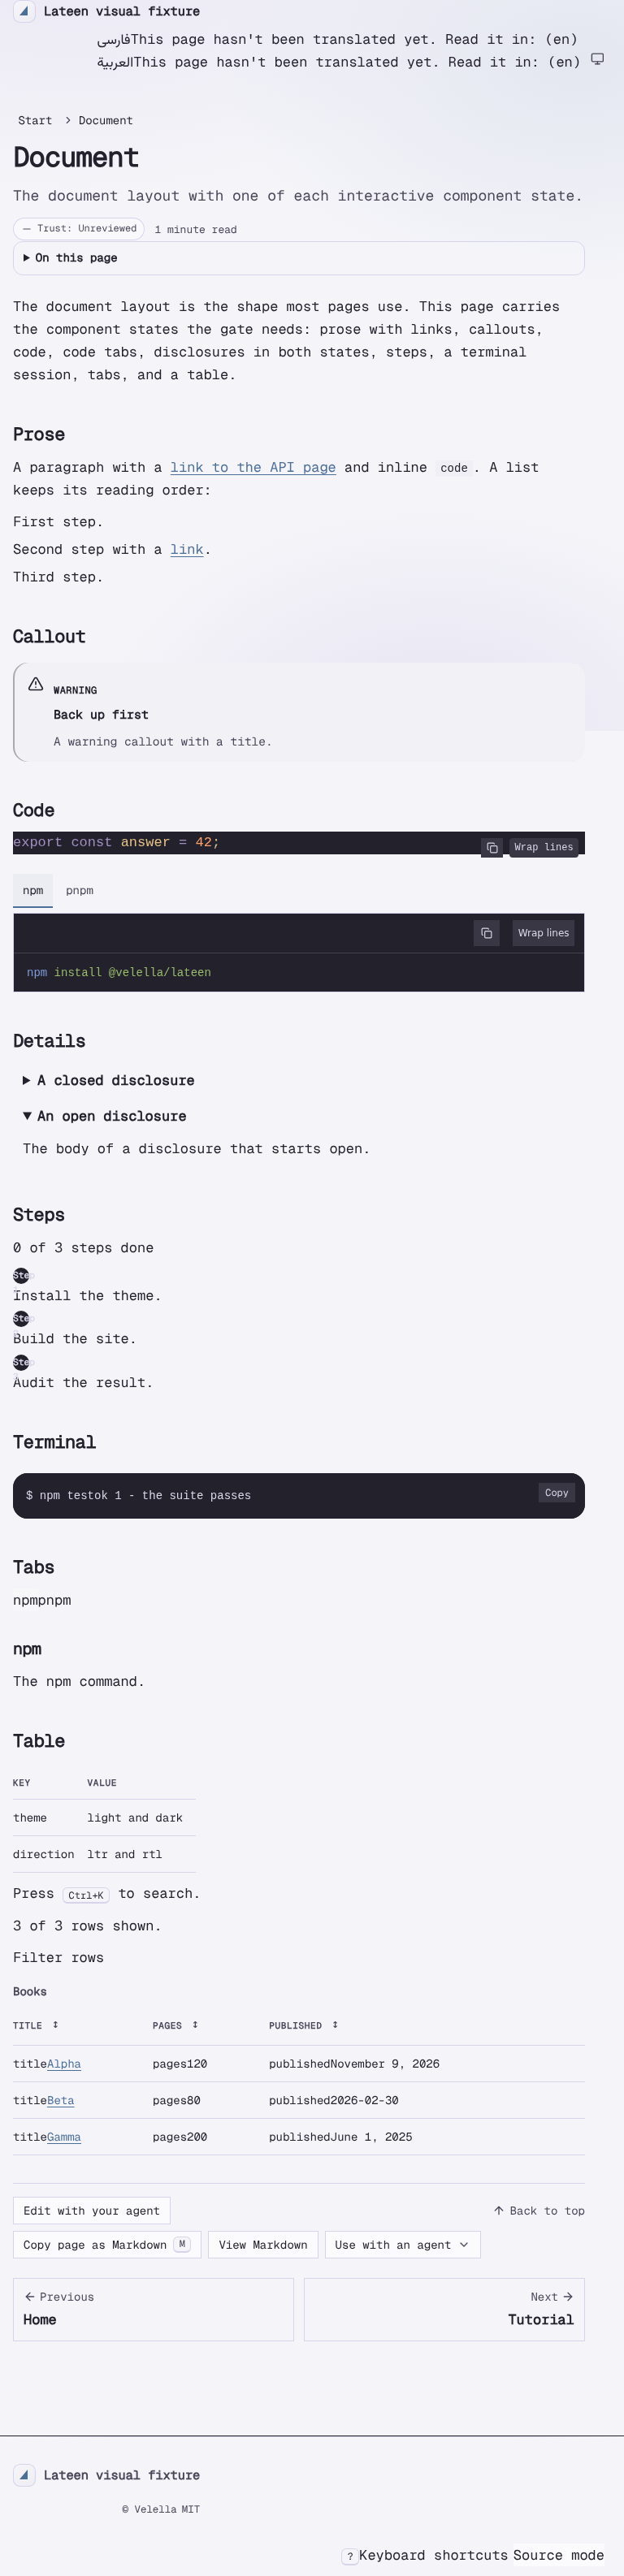 Lateen visual fixture
فارسیThis page hasn't been translated yet. Read it in: (en)
العربيةThis page hasn't been translated yet. Read it in: (en)
Start > Document
Document
The document layout with one of each interactive component state.
— Trust: Unreviewed 1 minute read
On this page
The document layout is the shape most pages use. This page carries
the component states the gate needs: prose with links, callouts,
code, code tabs, disclosures in both states, steps, a terminal
session, tabs, and a table.
Prose
A paragraph with a link to the API page and inline code. A list
keeps its reading order:
First step.
Second step with a link.
Third step.
Callout
WARNING
Back up first
A warning callout with a title.
Code
export const answer = 42;
Wrap lines
npm pnpm
Wrap lines
npm install @velella/lateen
Details
A closed disclosure
An open disclosure
The body of a disclosure that starts open.
Steps
0 of 3 steps done
Step
Install the theme.
Step
Build the site.
Step
Audit the result.
Terminal
$ npm testok 1 - the suite passes
Copy
Tabs
npmpnpm
npm
The npm command.
Table
KEY VALUE
theme light and dark
direction ltr and rtl
Press Ctrl+K to search.
3 of 3 rows shown.
Filter rows
Books
TITLE ↕ PAGES ↕ PUBLISHED ↕
titleAlpha pages120 publishedNovember 9, 2026
titleBeta pages80 published2026-02-30
titleGamma pages200 publishedJune 1, 2025
Edit with your agent ↑ Back to top
Copy page as Markdown M View Markdown Use with an agent
← Previous Next →
Home Tutorial
Lateen visual fixture
© Velella MIT
? Keyboard shortcuts Source mode